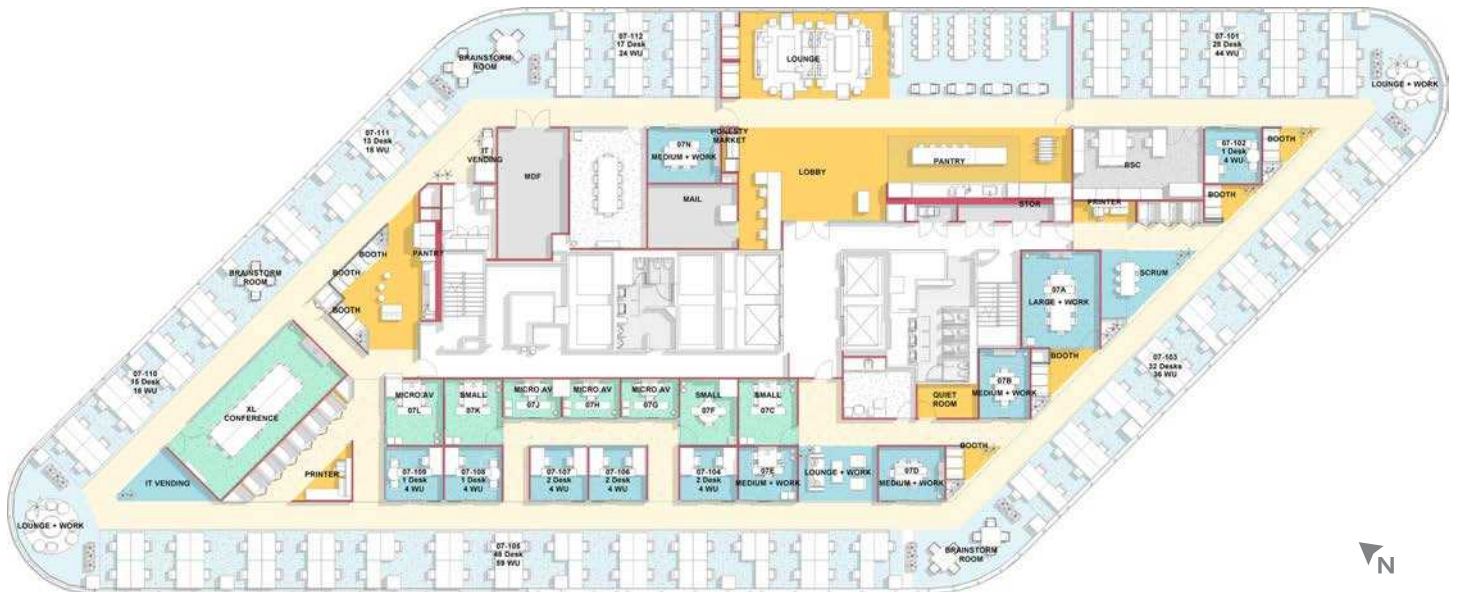 07-112
17 Desk
24 WU
LOUNGE
07-101
28 Desk
44 WU
BRAINSTORM
ROOM
LOUNGE + WORK
07-111
15 Desk
18 WU
IT
VENDING
MDF
07N
MEDIUM + WORK
HONESTY
MARKET
LOBBY
PANTRY
BSC
07-102
1 Desk
4 WU
BOOTH
BOOTH
MAIL
STOR
PRINTER
BOOTH
PANTRY
BRAINSTORM
ROOM
BOOTH
BOOTH
07A
LARGE + WORK
SCRUM
07-110
15 Desk
16 WU
XL
CONFERENCE
MICRO AV
07L
SMALL
07K
MICRO AV
07J
MICRO AV
07H
MICRO AV
07G
SMALL
07F
SMALL
07C
QUIET
ROOM
07B
MEDIUM + WORK
BOOTH
07-103
32 Desks
36 WU
IT VENDING
PRINTER
07-109
1 Desk
4 WU
07-108
1 Desk
4 WU
07-107
2 Desk
4 WU
07-106
2 Desk
4 WU
07-104
2 Desk
4 WU
07E
MEDIUM + WORK
LOUNGE + WORK
07D
MEDIUM + WORK
BOOTH
LOUNGE + WORK
07-105
48 Desk
59 WU
BRAINSTORM
ROOM
N